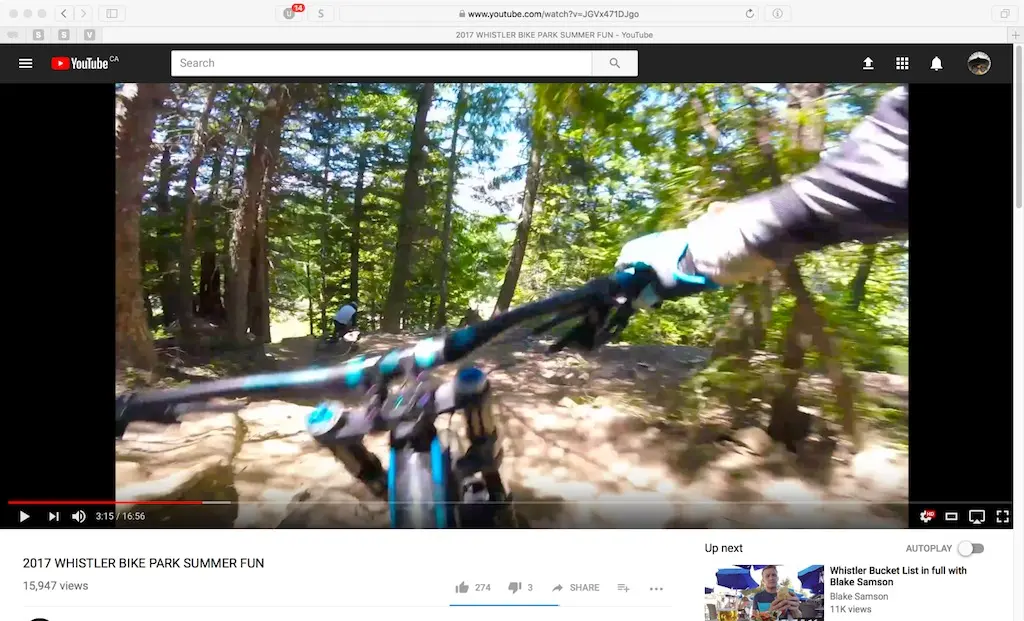 14
S
www.youtube.com/watch?v=JGVx471DJgo
S
S
V
2017 WHISTLER BIKE PARK SUMMER FUN - YouTube
YouTube CA
Search
3:15 / 16:56
HD
2017 WHISTLER BIKE PARK SUMMER FUN
15,947 views
274
3
SHARE
Up next
AUTOPLAY
Whistler Bucket List in full with
Blake Samson
Blake Samson
11K views